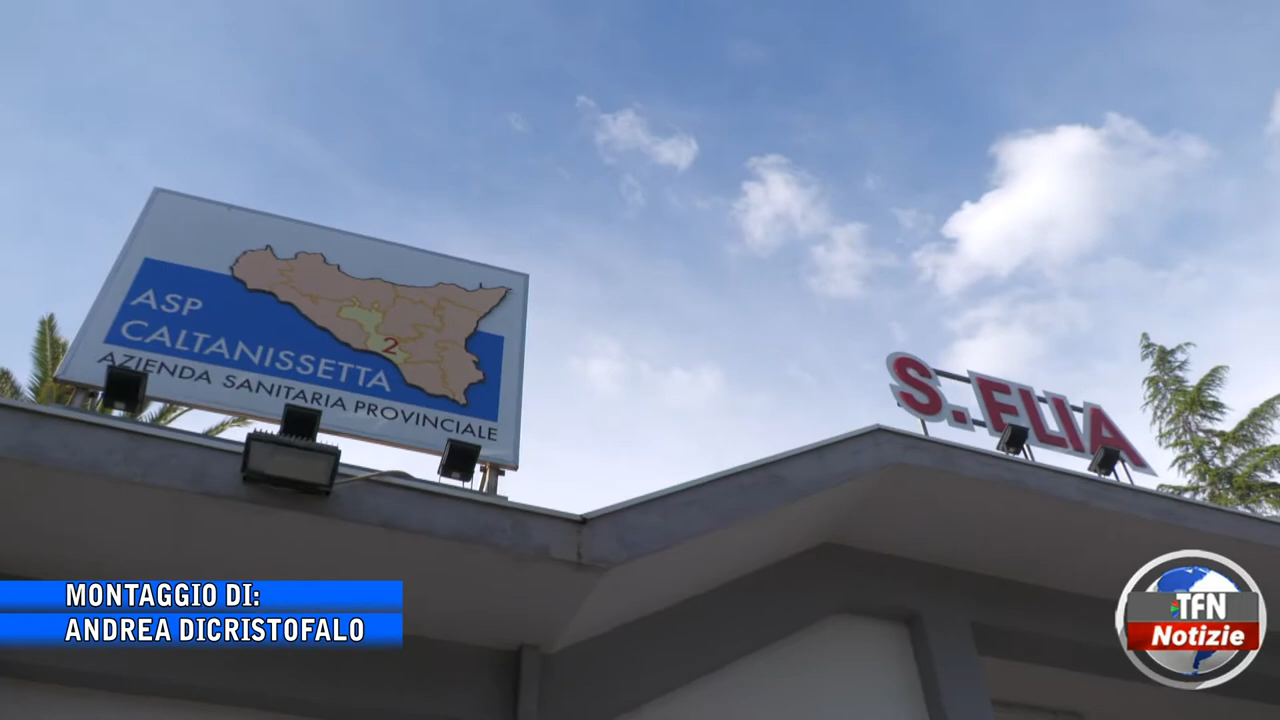 ASP
CALTANISSETTA
2
AZIENDA SANITARIA PROVINCIALE
S. ELIA
MONTAGGIO DI:
ANDREA DICRISTOFALO
TFN
Notizie